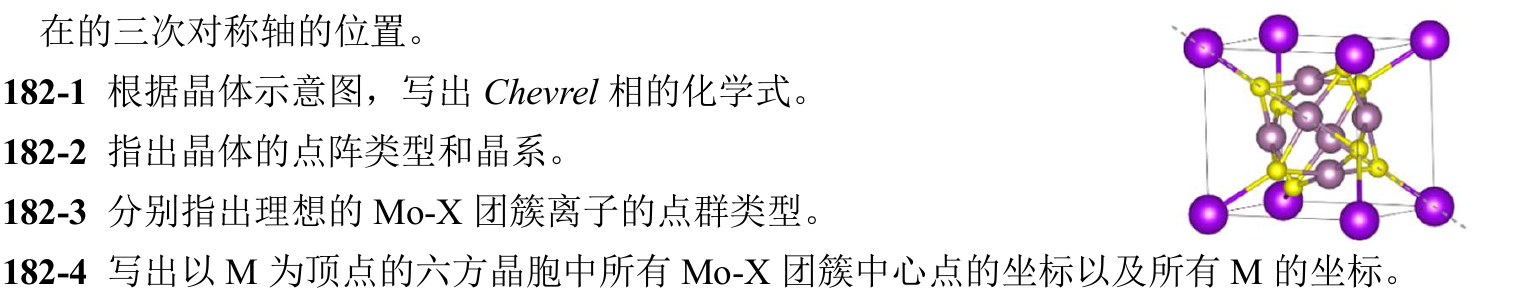 在的三次对称轴的位置。
182-1 根据晶体示意图，写出 Chevrel 相的化学式。
182-2 指出晶体的点阵类型和晶系。
182-3 分别指出理想的 Mo-X 团簇离子的点群类型。
182-4 写出以 M 为顶点的六方晶胞中所有 Mo-X 团簇中心点的坐标以及所有 M 的坐标。